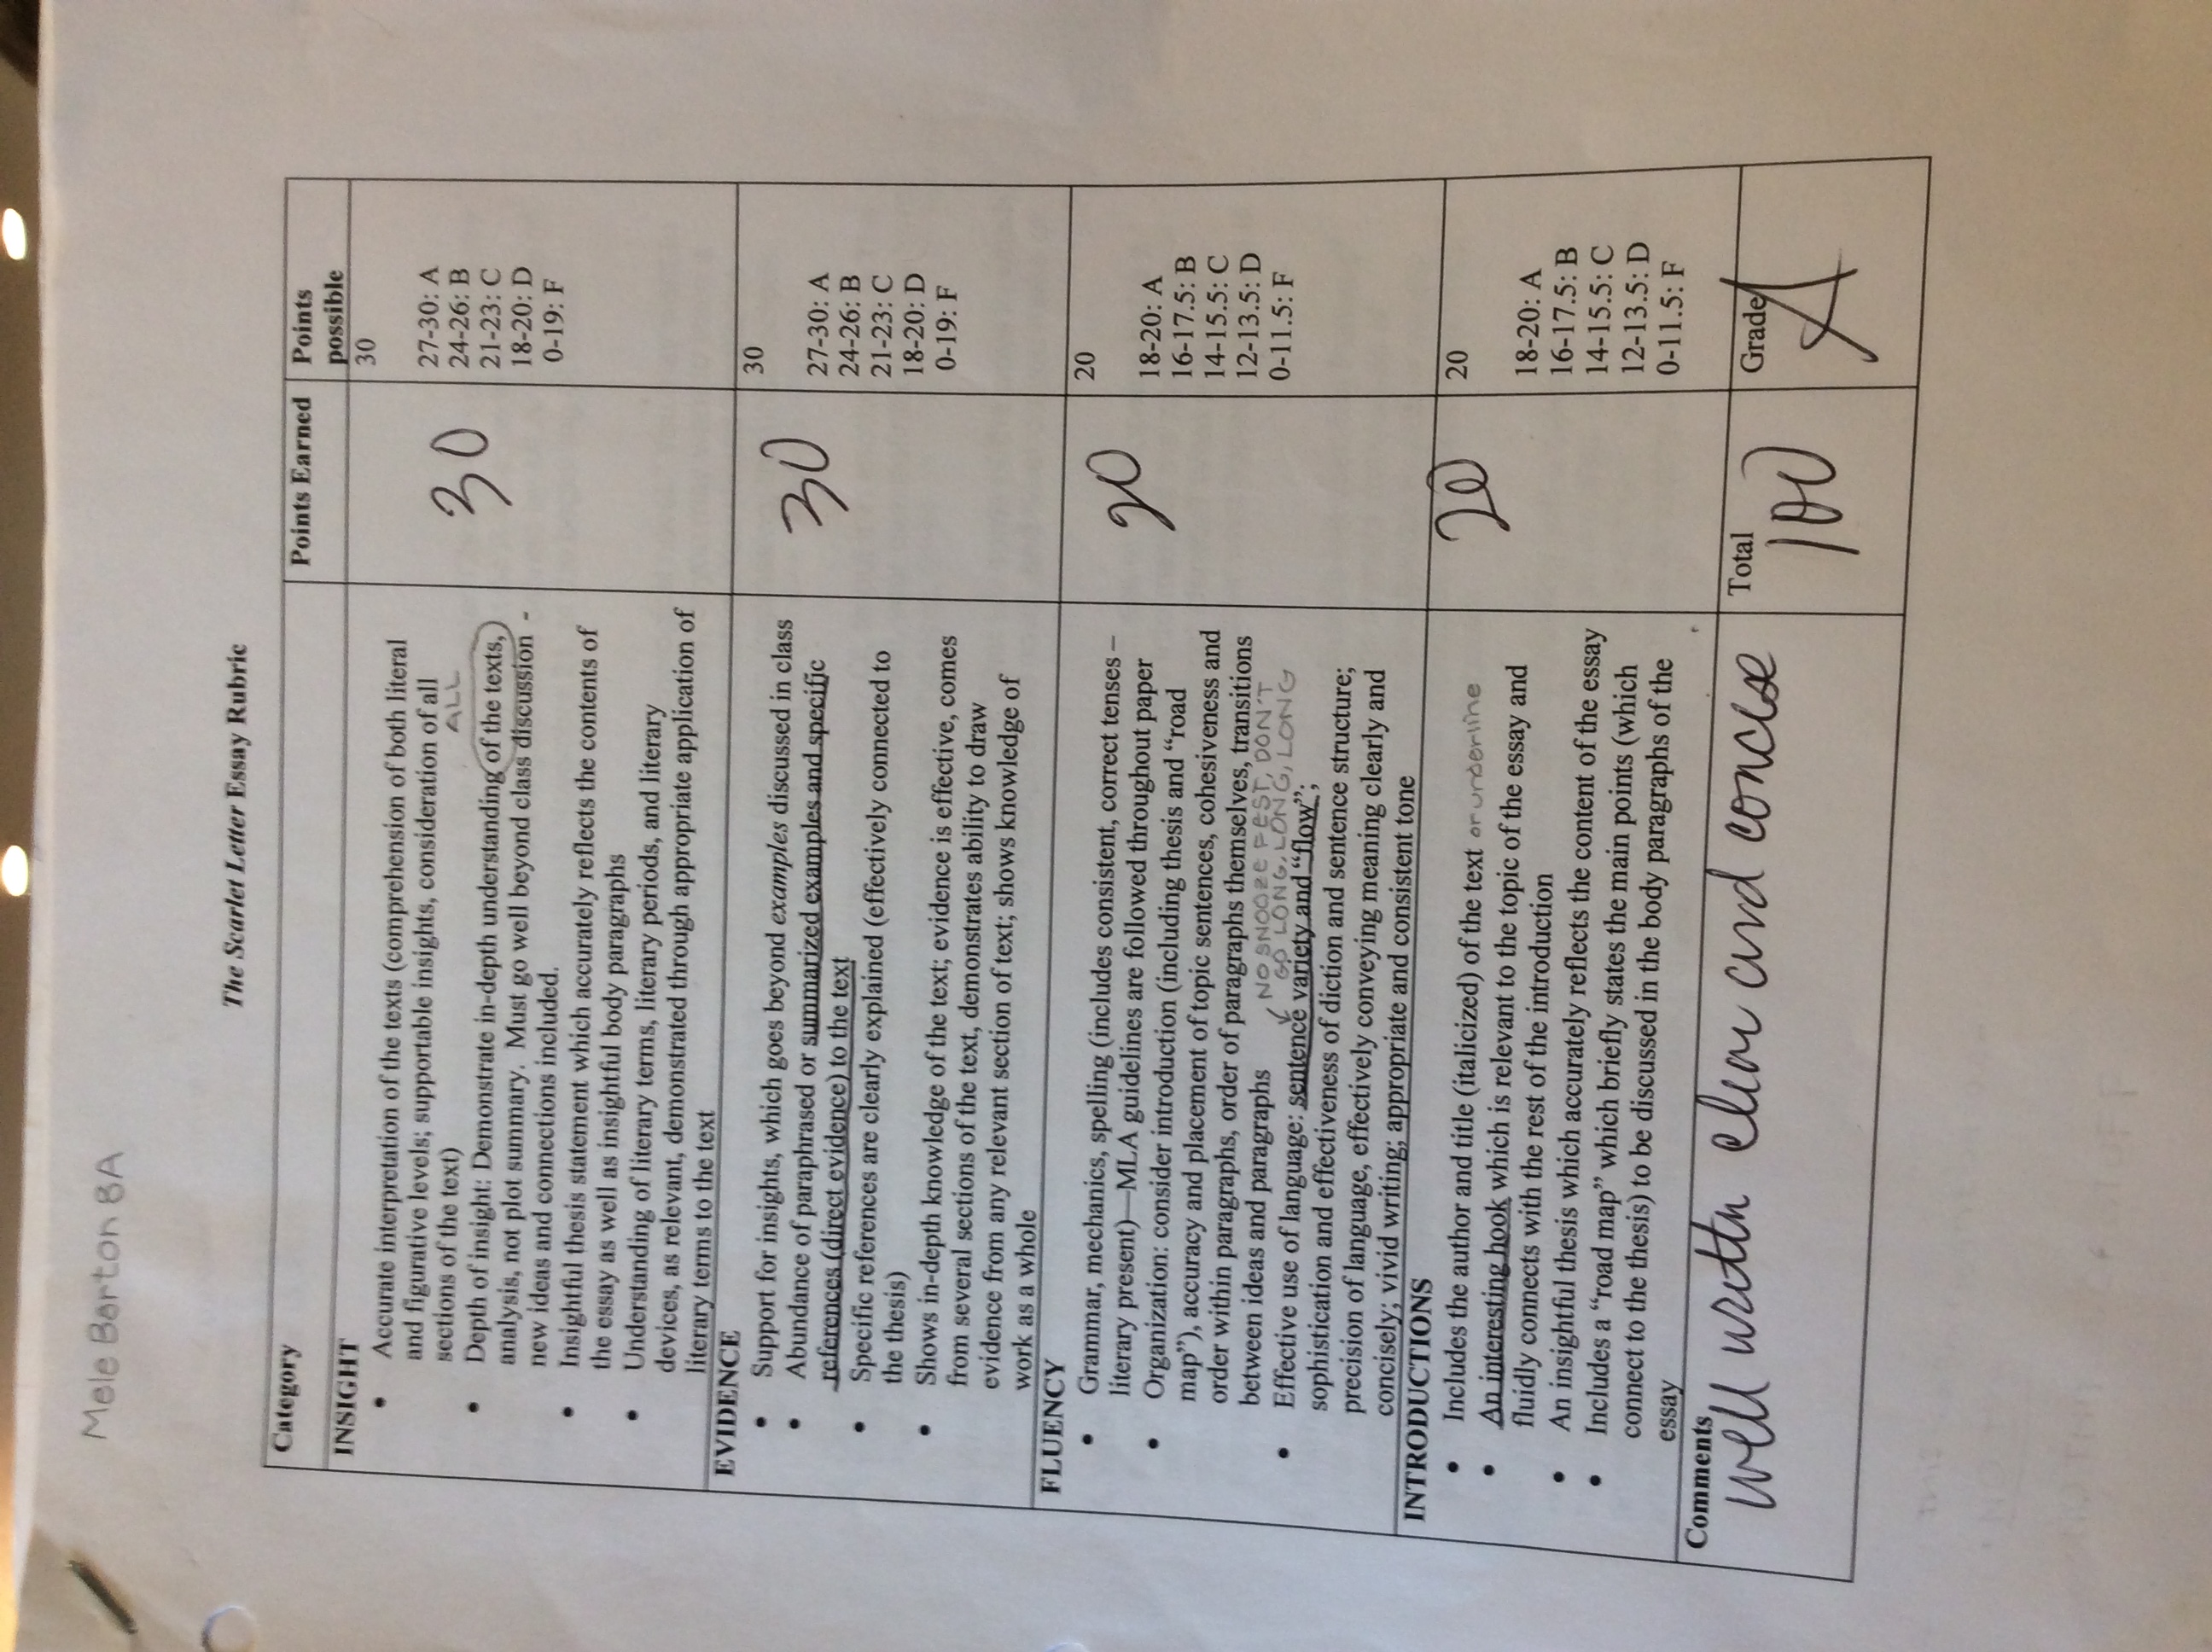 Mele Barton 8A
The Scarlet Letter Essay Rubric
Category
Points Earned
Points
possible
INSIGHT
• Accurate interpretation of the texts (comprehension of both literal
and figurative levels; supportable insights, consideration of all
sections of the text)
ALL
• Depth of insight: Demonstrate in-depth understanding of the texts,
analysis, not plot summary. Must go well beyond class discussion -
new ideas and connections included.
• Insightful thesis statement which accurately reflects the contents of
the essay as well as insightful body paragraphs
• Understanding of literary terms, literary periods, and literary
devices, as relevant, demonstrated through appropriate application of
literary terms to the text
30
30
27-30: A
24-26: B
21-23: C
18-20: D
0-19: F
EVIDENCE
• Support for insights, which goes beyond examples discussed in class
• Abundance of paraphrased or summarized examples and specific
references (direct evidence) to the text
• Specific references are clearly explained (effectively connected to
the thesis)
• Shows in-depth knowledge of the text; evidence is effective, comes
from several sections of the text, demonstrates ability to draw
evidence from any relevant section of text; shows knowledge of
work as a whole
30
30
27-30: A
24-26: B
21-23: C
18-20: D
0-19: F
FLUENCY
• Grammar, mechanics, spelling (includes consistent, correct tenses –
literary present)—MLA guidelines are followed throughout paper
• Organization: consider introduction (including thesis and “road
map”), accuracy and placement of topic sentences, cohesiveness and
order within paragraphs, order of paragraphs themselves, transitions
between ideas and paragraphs
NO SNOOZE FEST, DON'T
GO LONG, LONG, LONG
• Effective use of language: sentence variety and “flow”;
sophistication and effectiveness of diction and sentence structure;
precision of language, effectively conveying meaning clearly and
concisely; vivid writing; appropriate and consistent tone
20
20
18-20: A
16-17.5: B
14-15.5: C
12-13.5: D
0-11.5: F
INTRODUCTIONS
• Includes the author and title (italicized) of the text or underline
• An interesting hook which is relevant to the topic of the essay and
fluidly connects with the rest of the introduction
• An insightful thesis which accurately reflects the content of the essay
• Includes a “road map” which briefly states the main points (which
connect to the thesis) to be discussed in the body paragraphs of the
essay
20
20
18-20: A
16-17.5: B
14-15.5: C
12-13.5: D
0-11.5: F
Comments
well written clear and concise
Total
100
Grade
A